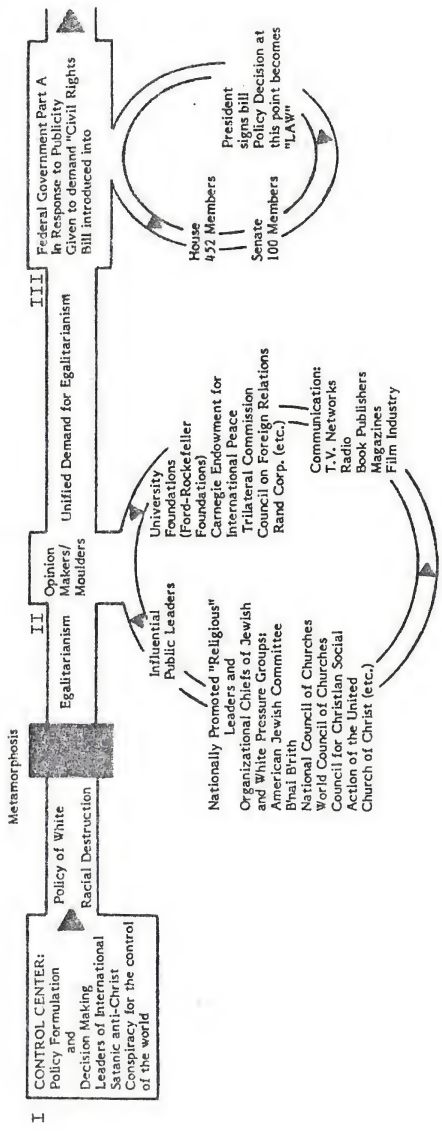 I
CONTROL CENTER:
Policy Formulation
and
Decision Making
Leaders of International
Satanic anti-Christ
Conspiracy for the control
of the world
Policy of White
Racial Destruction
Metamorphosis
Egalitarianism
II
Opinion
Makers/
Moulders
Influential
Public Leaders
Nationally Promoted "Religious"
Leaders and
Organizational Chiefs of Jewish
and White Pressure Groups:
American Jewish Committee
B'nai B'rith
National Council of Churches
World Council of Churches
Council for Christian Social
Action of the United
Church of Christ (etc.)
University
Foundations
(Ford-Rockefeller
Foundations)
Carnegie Endowment for
International Peace
Trilateral Commission
Council on Foreign Relations
Rand Corp. (etc.)
Communication:
T.V. Networks
Radio
Book Publishers
Magazines
Film Industry
Unified Demand for Egalitarianism
III
Federal Government Part A
In Response to Publicity
Given to demand "Civil Rights
Bill introduced into
House
452 Members
Senate
100 Members
President
signs bill
Policy Decision at
this point becomes
"LAW"